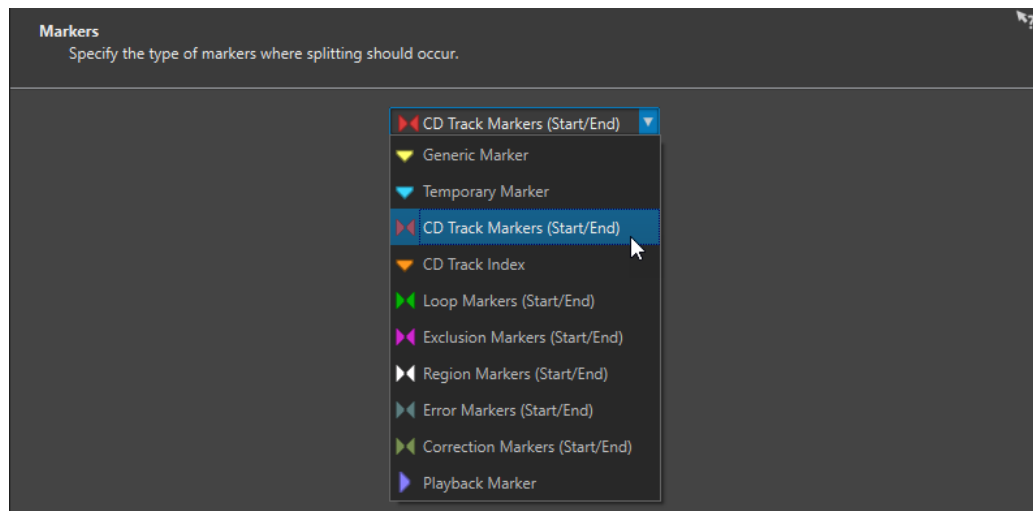 Markers
Specify the type of markers where splitting should occur.
CD Track Markers (Start/End)
Generic Marker
Temporary Marker
CD Track Markers (Start/End)
CD Track Index
Loop Markers (Start/End)
Exclusion Markers (Start/End)
Region Markers (Start/End)
Error Markers (Start/End)
Correction Markers (Start/End)
Playback Marker